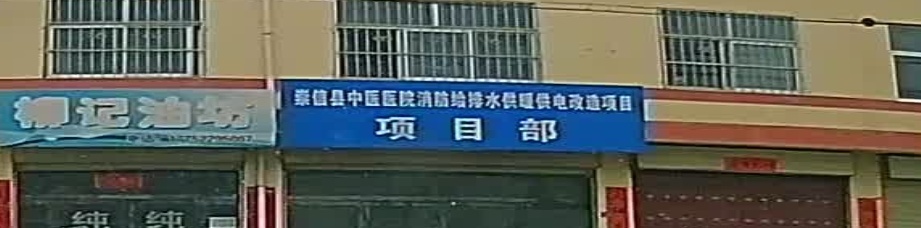 柳记油坊
崇信县中医医院消防给排水供暖供电改造项目
项目部
纯 纯